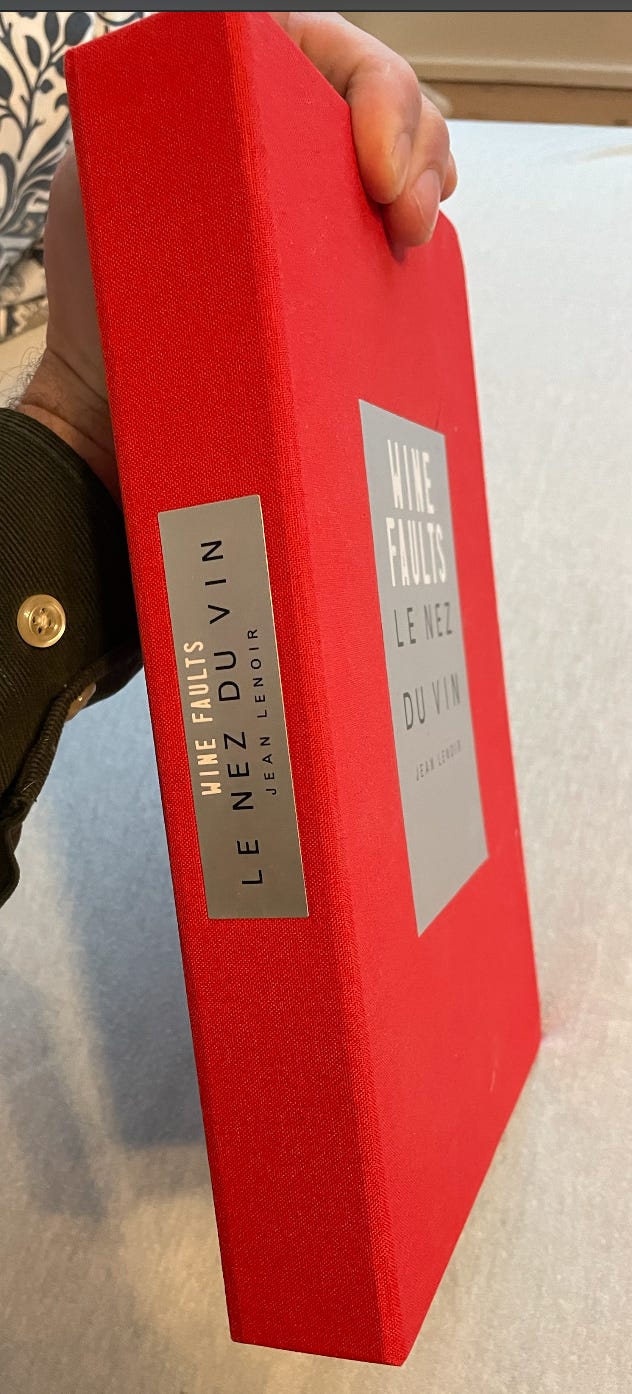 WINE FAULTS
LE NEZ DU VIN
JEAN LENOIR
WINE
FAULTS
LE NEZ
DU VIN
JEAN LENOIR